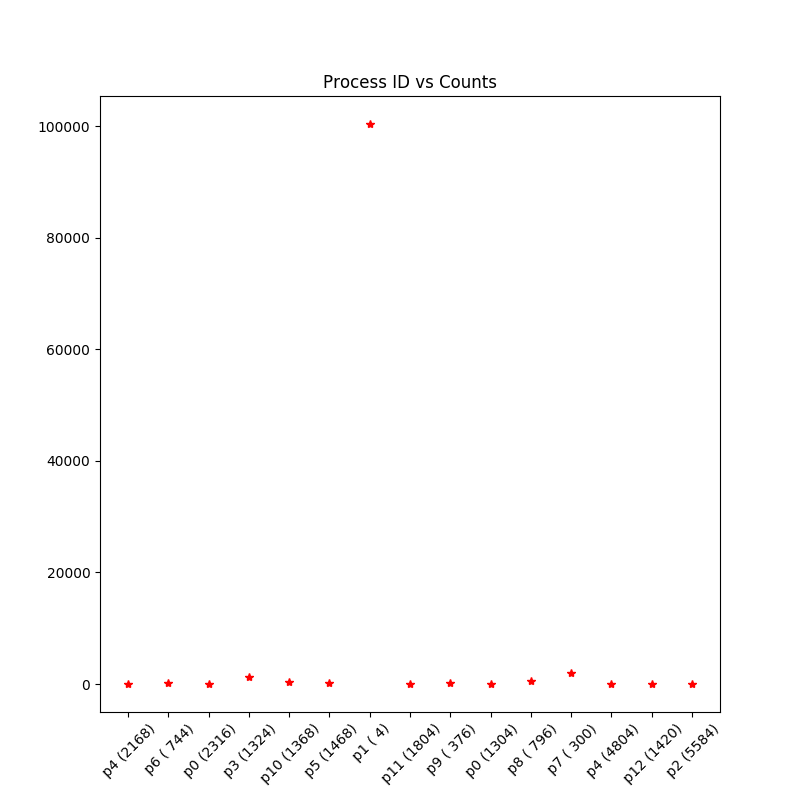 Process ID vs Counts
100000
80000
60000
40000
20000
0
p4 (2168)
p6 ( 744)
p0 (2316)
p3 (1324)
p10 (1368)
p5 (1468)
p1 ( 4)
p11 (1804)
p9 ( 376)
p0 (1304)
p8 ( 796)
p7 ( 300)
p4 (4804)
p12 (1420)
p2 (5584)